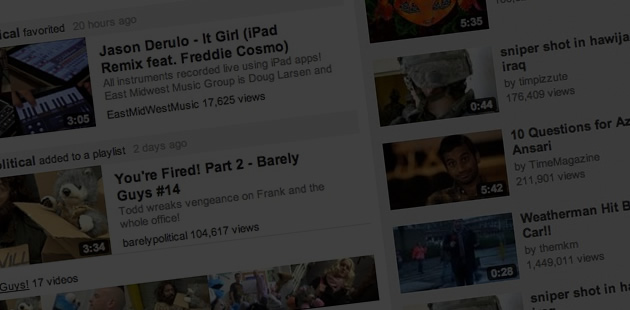 ical favorited 20 hours ago
Jason Derulo - It Girl (iPad
Remix feat. Freddie Cosmo)
All instruments recorded live using iPad apps!
East Midwest Music Group is Doug Larsen and
EastMidWestMusic 17,625 views
3:05
olitical added to a playlist 2 days ago
You're Fired! Part 2 - Barely
Guys #14
Todd wreaks vengeance on Frank and the
whole office!
barelypolitical 104,617 views
3:34
Guys! 17 videos
5:35
sniper shot in hawija
iraq
by timpizzute
176,409 views
0:44
10 Questions for Az
Ansari
by TimeMagazine
211,901 views
5:42
Weatherman Hit B
Car!!
by themkn
1,449,011 views
0:28
sniper shot in ha